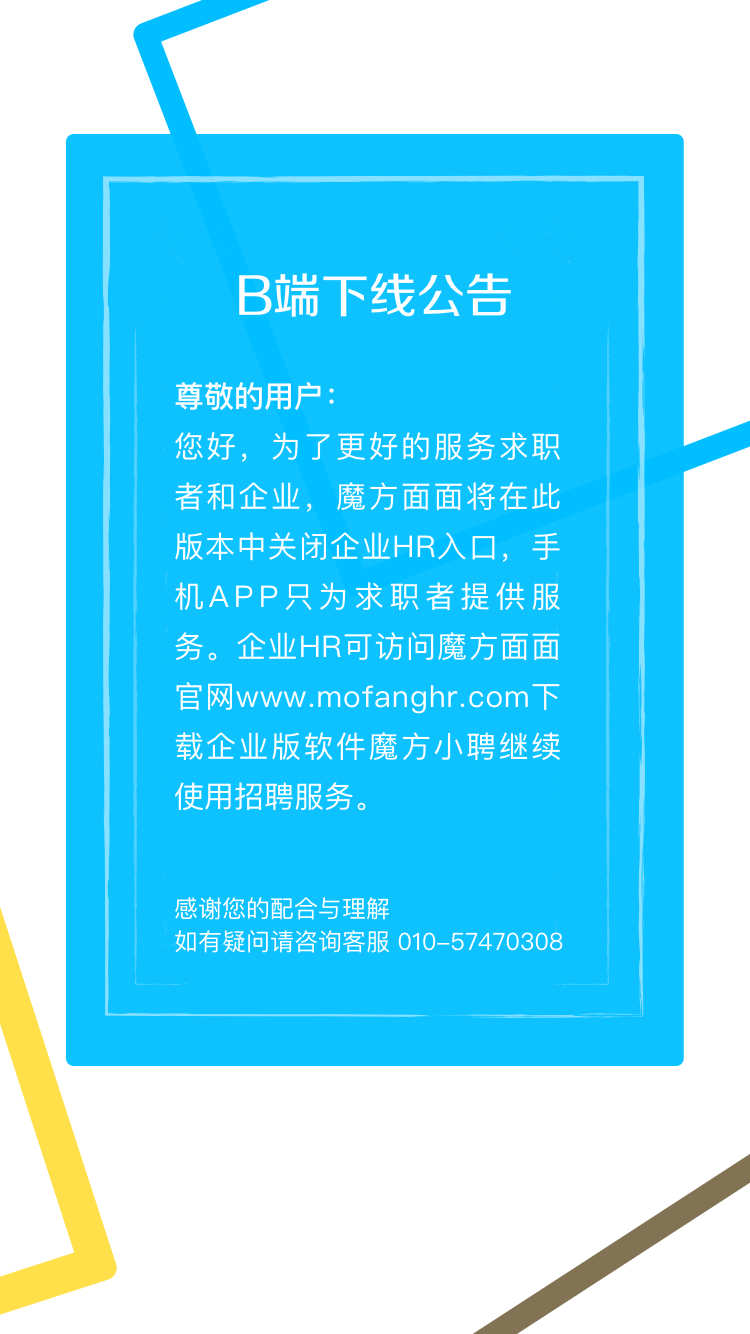 B端下线公告
尊敬的用户：
您好，为了更好的服务求职
者和企业，魔方面面将在此
版本中关闭企业HR入口，手
机APP只为求职者提供服
务。企业HR可访问魔方面面
官网www.mofanghr.com下
载企业版软件魔方小聘继续
使用招聘服务。
感谢您的配合与理解
如有疑问请咨询客服 010-57470308